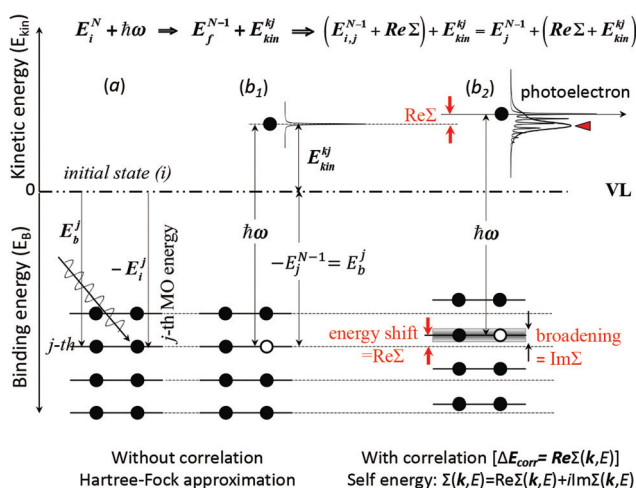 E_i^N + ħω ⇒ E_f^{N−1} + E_kin^{kj} ⇒ (E_{i,j}^{N−1} + ReΣ) + E_kin^{kj} = E_j^{N−1} + (ReΣ + E_kin^{kj})
Kinetic energy (E_kin)
(a)
(b₁)
(b₂)
photoelectron
ReΣ
E_kin^{kj}
initial state (i)
0
VL
Binding energy (E_B)
E_b^j
−E_i^j
j-th MO energy
ħω
−E_j^{N−1} = E_b^j
ħω
j-th
energy shift
=ReΣ
broadening
= ImΣ
Without correlation
Hartree-Fock approximation
With correlation [ΔE_corr= ReΣ(k,E)]
Self energy: Σ(k,E)=ReΣ(k,E)+iImΣ(k,E)